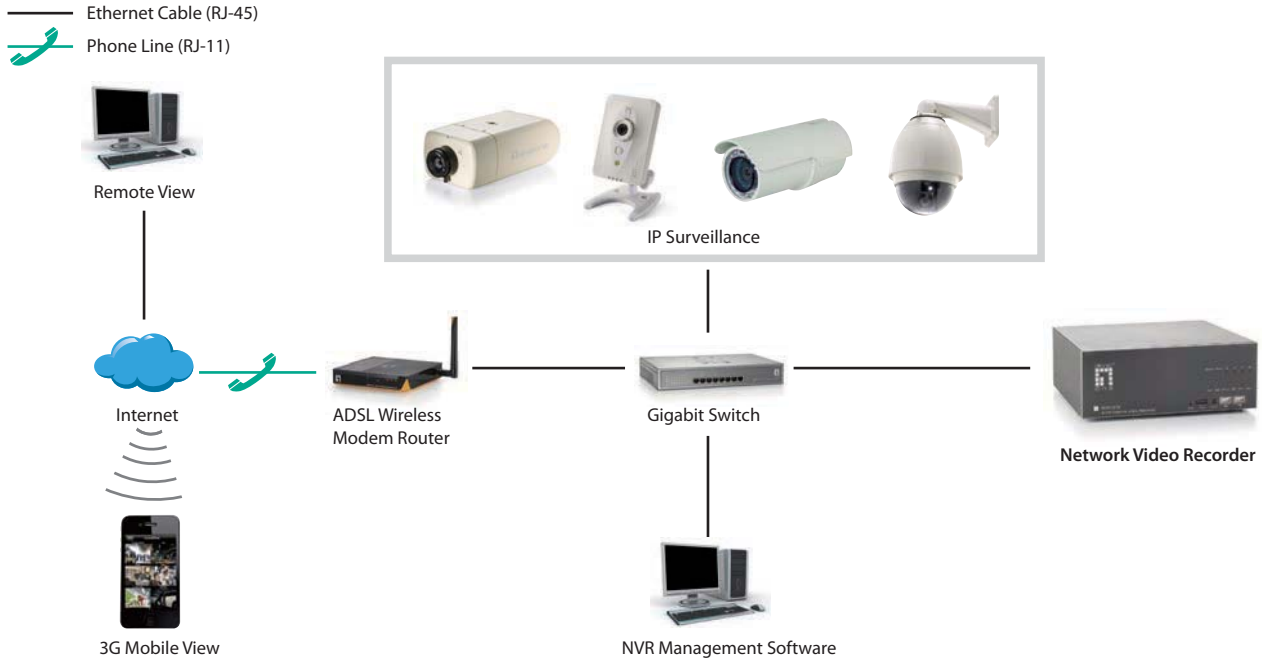 Ethernet Cable (RJ-45)
Phone Line (RJ-11)
Remote View
IP Surveillance
Internet
ADSL Wireless
Modem Router
Gigabit Switch
Network Video Recorder
3G Mobile View
NVR Management Software